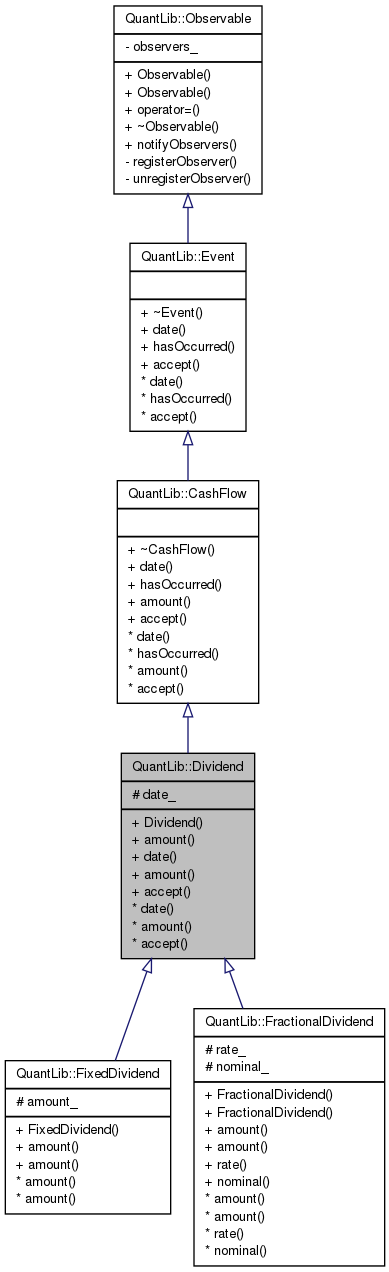 QuantLib::Observable
- observers_
+ Observable()
+ Observable()
+ operator=()
+ ~Observable()
+ notifyObservers()
- registerObserver()
- unregisterObserver()
QuantLib::Event
+ ~Event()
+ date()
+ hasOccurred()
+ accept()
* date()
* hasOccurred()
* accept()
QuantLib::CashFlow
+ ~CashFlow()
+ date()
+ hasOccurred()
+ amount()
+ accept()
* date()
* hasOccurred()
* amount()
* accept()
QuantLib::Dividend
# date_
+ Dividend()
+ amount()
+ date()
+ amount()
+ accept()
* date()
* amount()
* accept()
QuantLib::FixedDividend
# amount_
+ FixedDividend()
+ amount()
+ amount()
* amount()
* amount()
QuantLib::FractionalDividend
# rate_
# nominal_
+ FractionalDividend()
+ FractionalDividend()
+ amount()
+ amount()
+ rate()
+ nominal()
* amount()
* amount()
* rate()
* nominal()